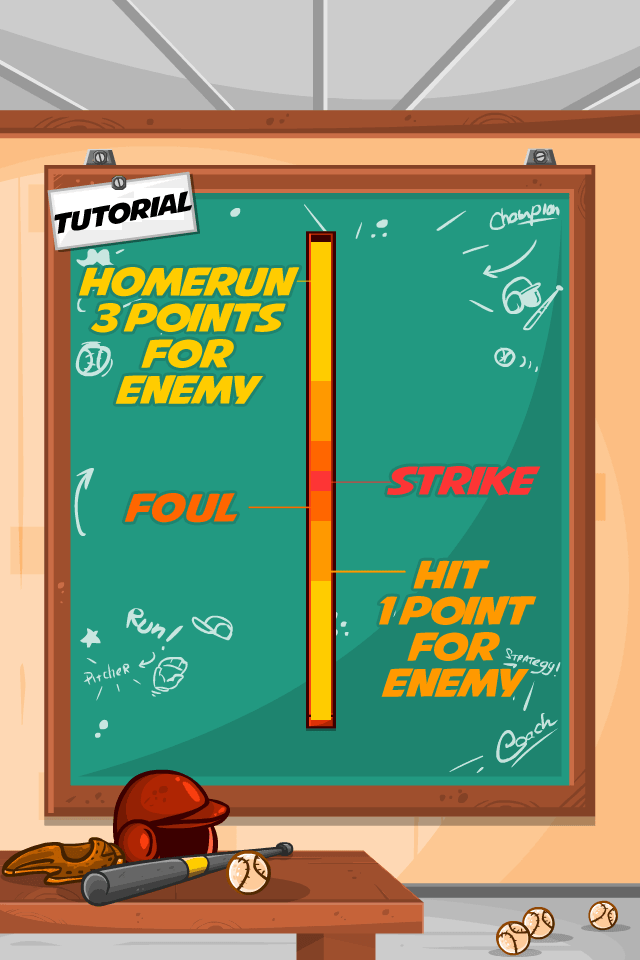 TUTORIAL
Champion
HOMERUN
3 POINTS
FOR
ENEMY
STRIKE
FOUL
HIT
1 POINT
FOR
ENEMY
Run!
STRATEGY!
PitcHeR
Coach